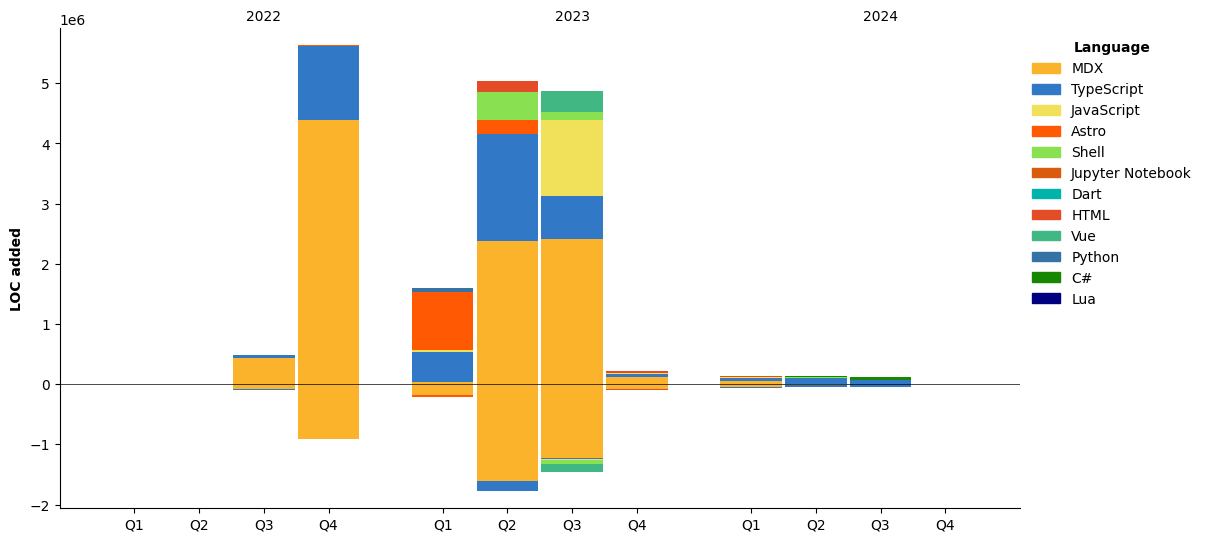 1e6
2022 2023 2024
LOC added
5
4
3
2
1
0
−1
−2
Q1 Q2 Q3 Q4 Q1 Q2 Q3 Q4 Q1 Q2 Q3 Q4
Language
MDX
TypeScript
JavaScript
Astro
Shell
Jupyter Notebook
Dart
HTML
Vue
Python
C#
Lua